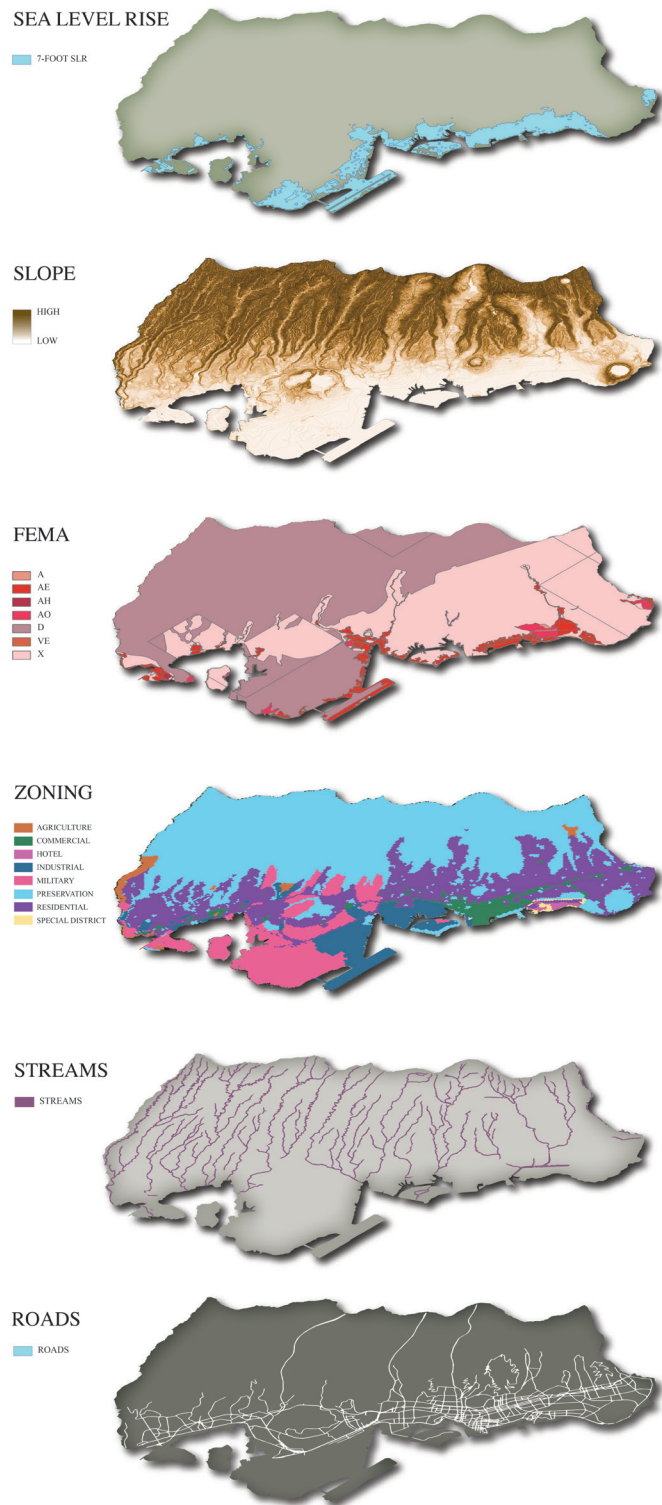 SEA LEVEL RISE
7-FOOT SLR
SLOPE
HIGH
LOW
FEMA
A
AE
AH
AO
D
VE
X
ZONING
AGRICULTURE
COMMERCIAL
HOTEL
INDUSTRIAL
MILITARY
PRESERVATION
RESIDENTIAL
SPECIAL DISTRICT
STREAMS
STREAMS
ROADS
ROADS